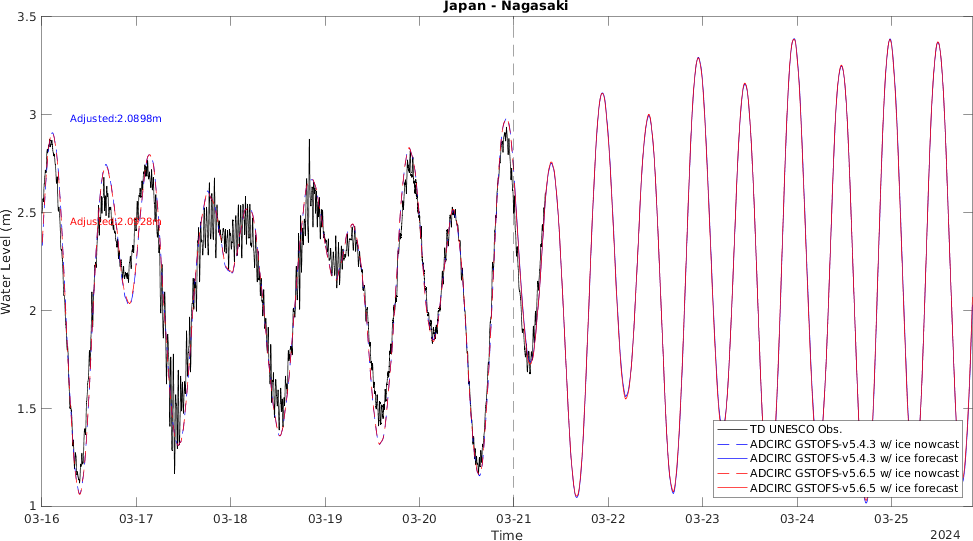 Japan - Nagasaki
3.5
3
2.5
2
1.5
1
Water Level (m)
Adjusted:2.0898m
Adjusted:2.0928m
TD UNESCO Obs.
ADCIRC GSTOFS-v5.4.3 w/ ice nowcast
ADCIRC GSTOFS-v5.4.3 w/ ice forecast
ADCIRC GSTOFS-v5.6.5 w/ ice nowcast
ADCIRC GSTOFS-v5.6.5 w/ ice forecast
03-16 03-17 03-18 03-19 03-20 03-21 03-22 03-23 03-24 03-25
Time
2024